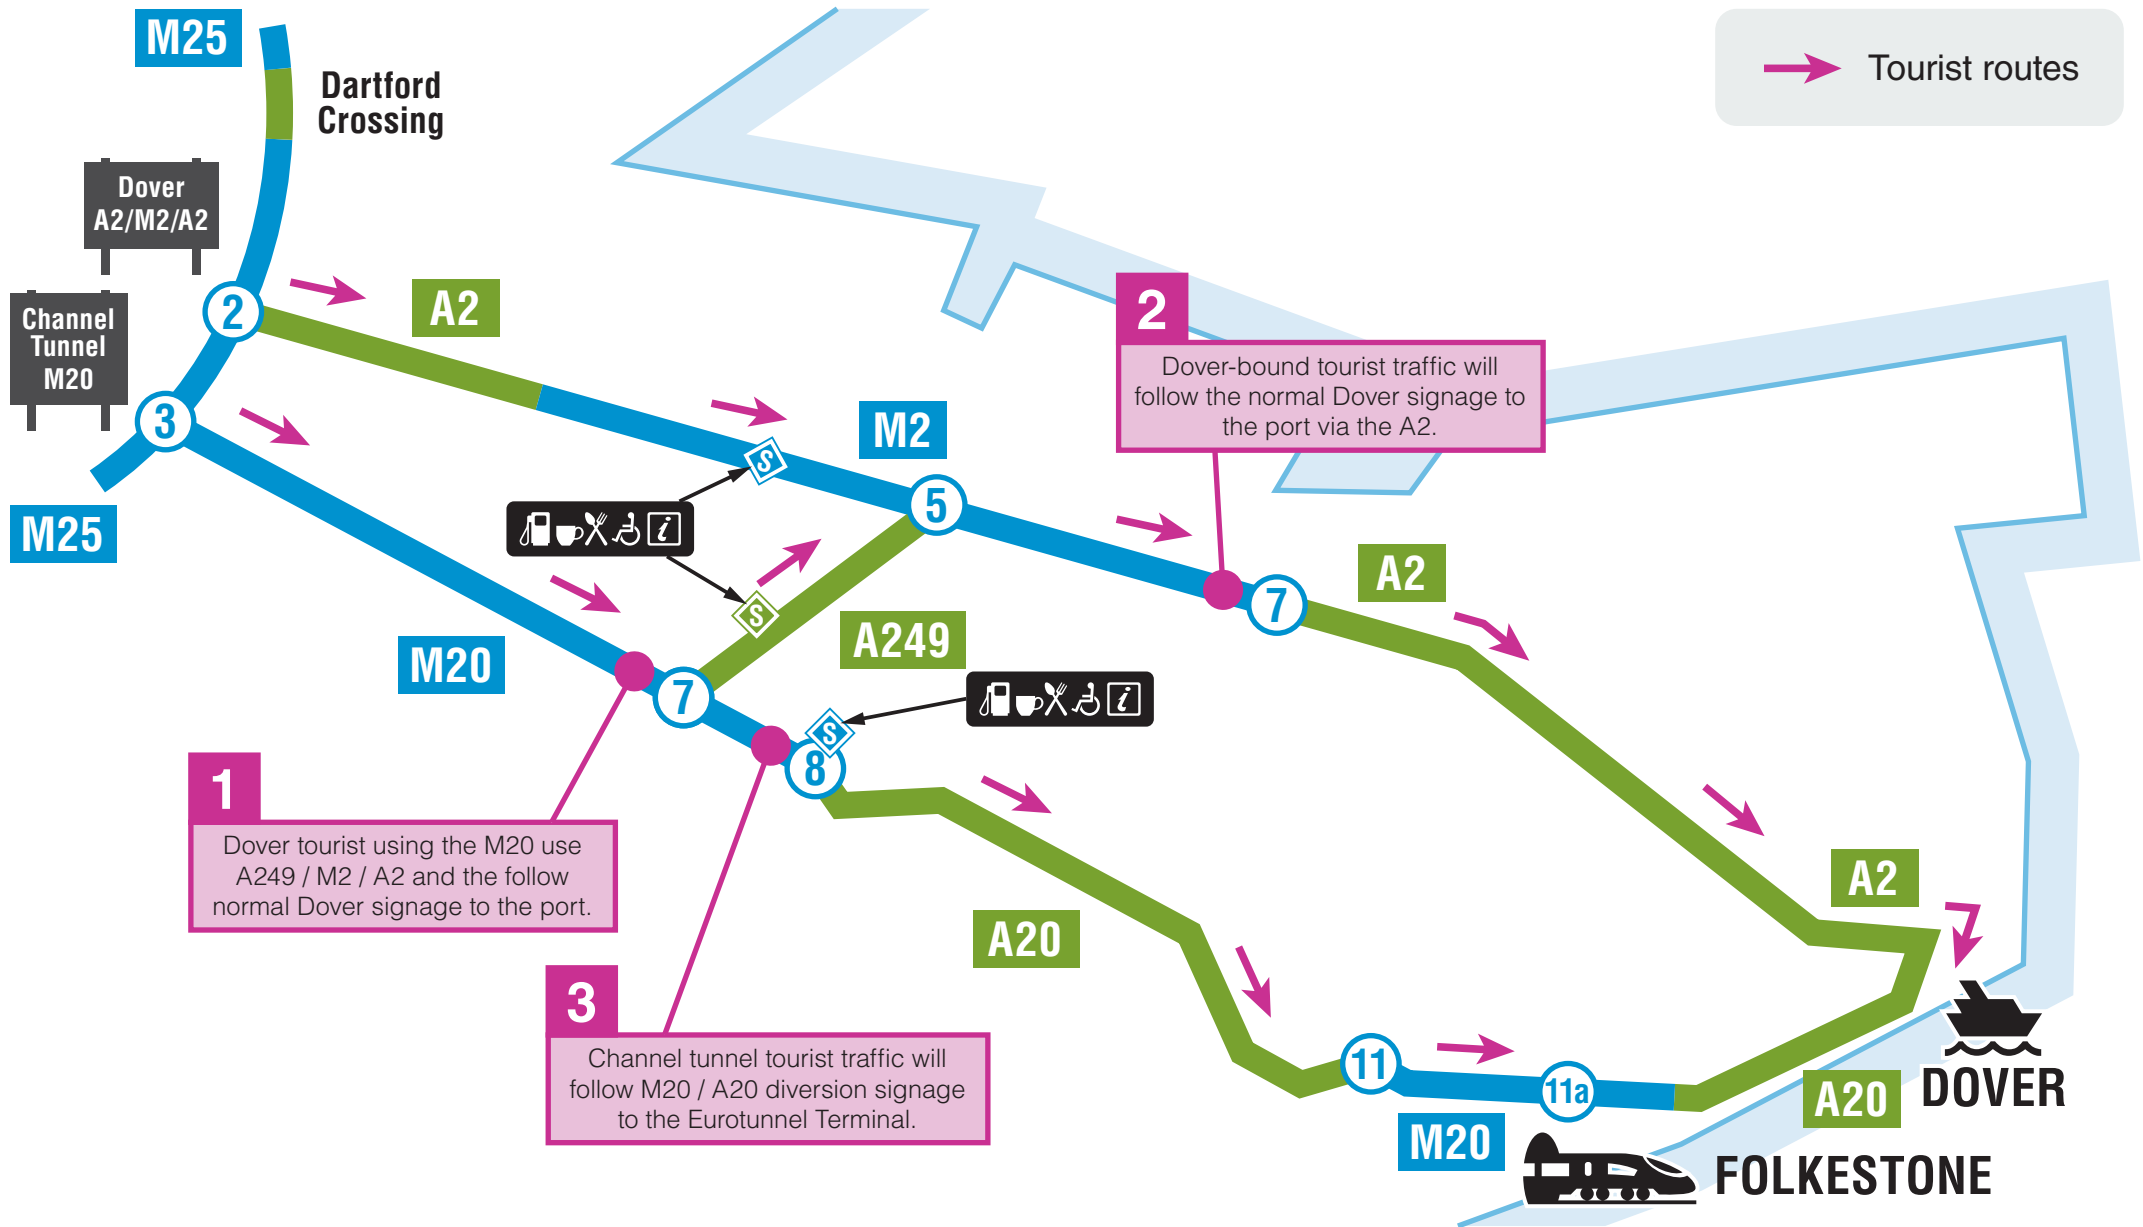 M25
Dartford
Crossing
Tourist routes
Dover
A2/M2/A2
Channel
Tunnel
M20
2
A2
3
M25
2
Dover-bound tourist traffic will
follow the normal Dover signage to
the port via the A2.
M2
S
5
A2
7
S
A249
M20
7
S
8
1
Dover tourist using the M20 use
A249 / M2 / A2 and the follow
normal Dover signage to the port.
A2
A20
3
Channel tunnel tourist traffic will
follow M20 / A20 diversion signage
to the Eurotunnel Terminal.
11
11a
M20
A20
DOVER
FOLKESTONE
i
i